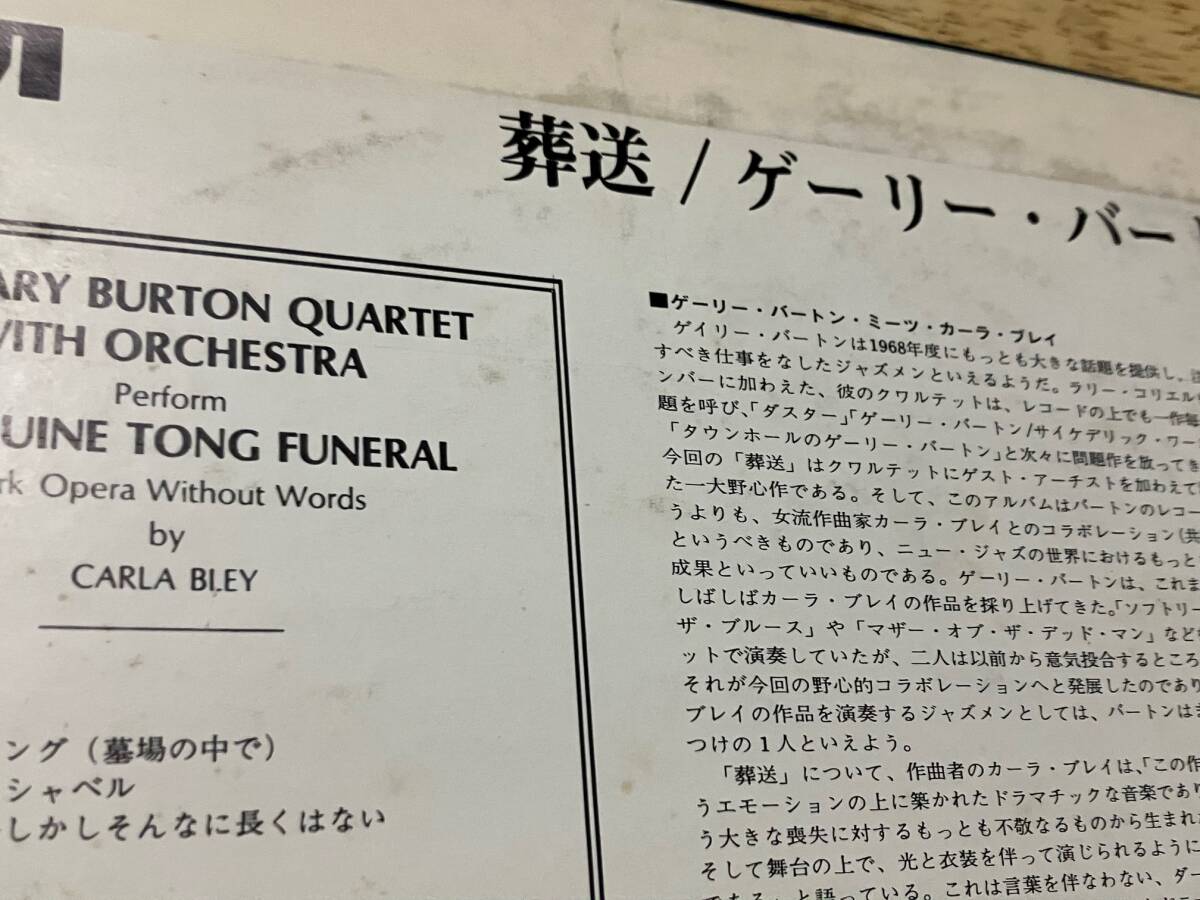 葬送 / ゲーリー・バー
ARY BURTON QUARTET
WITH ORCHESTRA
Perform
UINE TONG FUNERAL
rk Opera Without Words
by
CARLA BLEY
ング (墓場の中で)
シャベル
しかしそんなに長くはない
■ゲーリー・バートン・ミーツ・カーラ・ブレイ
ゲイリー・バートンは1968年度にもっとも大きな話題を提供し、注
すべき仕事をなしたジャズメンといえるようだ。ラリー・コリエル
ンバーに加わえた、彼のクワルテットは、レコードの上でも一作毎
題を呼び、「ダスター」「ゲーリー・バートン/サイケデリック・ワー
「タウンホールのゲーリー・バートン」と次々に問題作を放ってき
今回の「葬送」はクワルテットにゲスト・アーチストを加わえて
た一大野心作である。そして、このアルバムはバートンのレコー
うよりも、女流作曲家カーラ・ブレイとのコラボレーション(共
というべきものであり、ニュー・ジャズの世界におけるもっと
成果といっていいものである。ゲーリー・バートンは、これま
しばしばカーラ・ブレイの作品を採り上げてきた。「ソフトリー
ザ・ブルース」や「マザー・オブ・ザ・デッド・マン」など
ットで演奏していたが、二人は以前から意気投合するところ
それが今回の野心的コラボレーションへと発展したのであり
ブレイの作品を演奏するジャズメンとしては、バートンはま
つけの1人といえよう。
「葬送」について、作曲者のカーラ・ブレイは、「この作
うエモーションの上に築かれたドラマチックな音楽であり
う大きな喪失に対するもっとも不敬なるものから生まれ
そして舞台の上で、光と衣装を伴って演じられるように
である」と語っている。これは言葉を伴なわない、ダー